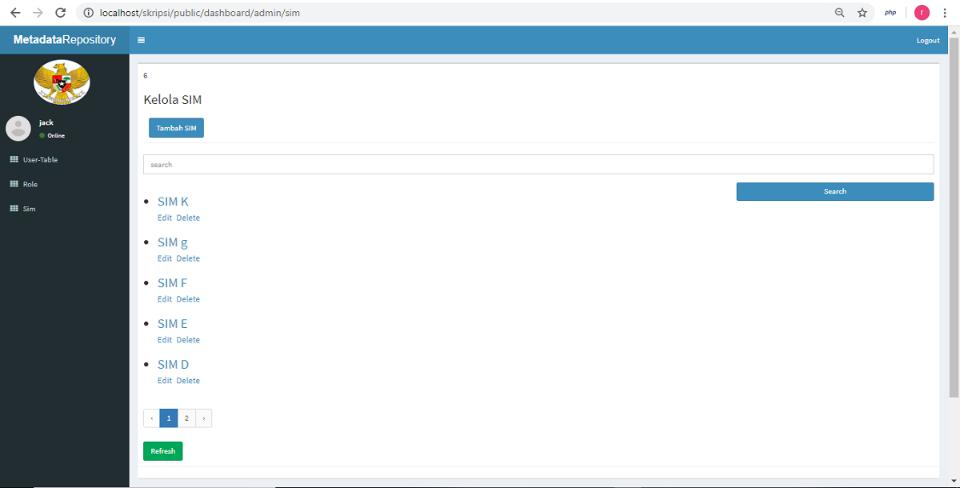 localhost/skripsi/public/dashboard/admin/sim
php
r
MetadataRepository
Logout
jack
Online
User-Table
Role
Sim
6
Kelola SIM
Tambah SIM
search
Search
SIM K
Edit Delete
SIM g
Edit Delete
SIM F
Edit Delete
SIM E
Edit Delete
SIM D
Edit Delete
‹ 1 2 ›
Refresh